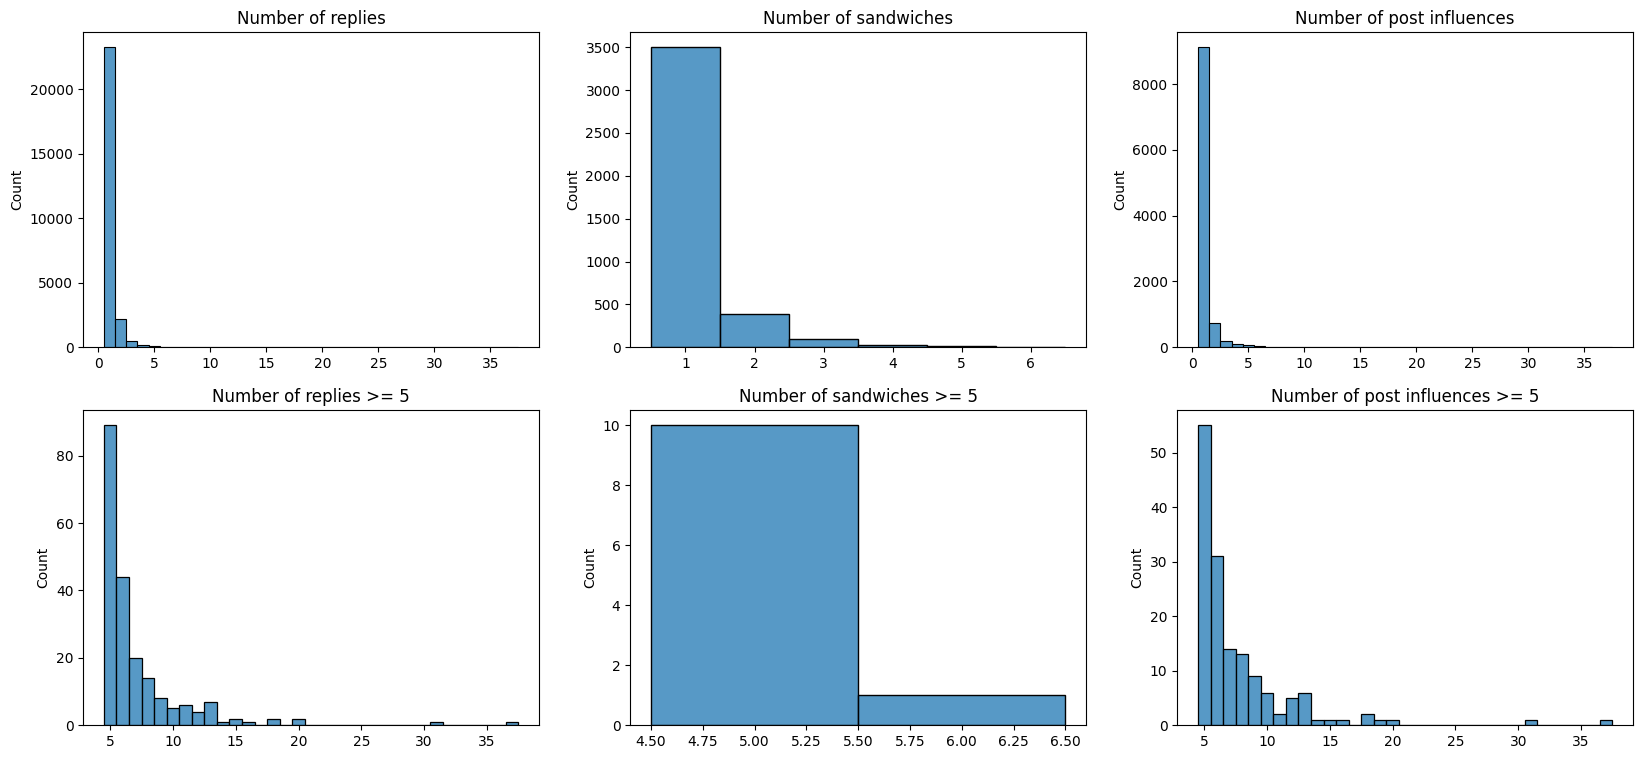 Number of replies
Count
20000
15000
10000
5000
0
0 5 10 15 20 25 30 35
Number of sandwiches
Count
3500
3000
2500
2000
1500
1000
500
0
1 2 3 4 5 6
Number of post influences
Count
8000
6000
4000
2000
0
0 5 10 15 20 25 30 35
Number of replies >= 5
Count
80
60
40
20
0
5 10 15 20 25 30 35
Number of sandwiches >= 5
Count
10
8
6
4
2
0
4.50 4.75 5.00 5.25 5.50 5.75 6.00 6.25 6.50
Number of post influences >= 5
Count
50
40
30
20
10
0
5 10 15 20 25 30 35